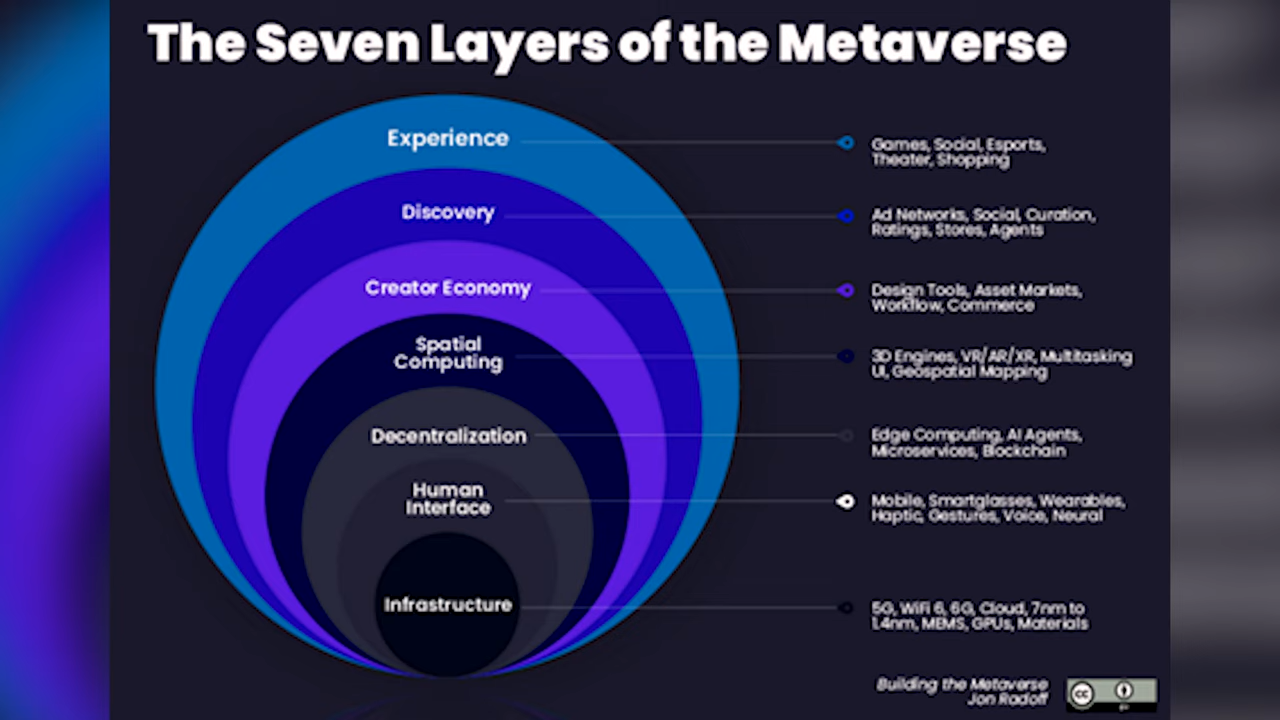 The Seven Layers of the Metaverse
Experience
Games, Social, Esports,
Theater, Shopping
Discovery
Ad Networks, Social, Curation,
Ratings, Stores, Agents
Creator Economy
Design Tools, Asset Markets,
Workflow, Commerce
Spatial
Computing
3D Engines, VR/AR/XR, Multitasking
UI, Geospatial Mapping
Decentralization
Edge Computing, AI Agents,
Microservices, Blockchain
Human
Interface
Mobile, Smartglasses, Wearables,
Haptic, Gestures, Voice, Neural
Infrastructure
5G, WiFi 6, 6G, Cloud, 7nm to
1.4nm, MEMS, GPUs, Materials
Building the Metaverse
Jon Radoff
cc